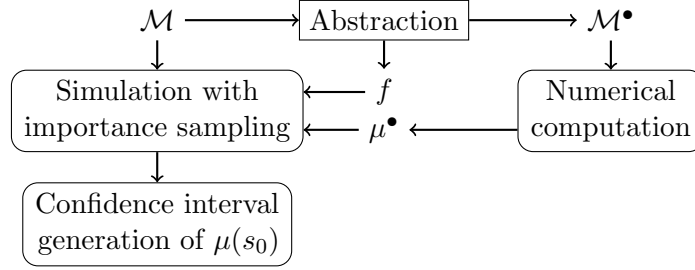 𝓜 Abstraction 𝓜•
Simulation with
importance sampling
f
μ•
Numerical
computation
Confidence interval
generation of μ(s₀)